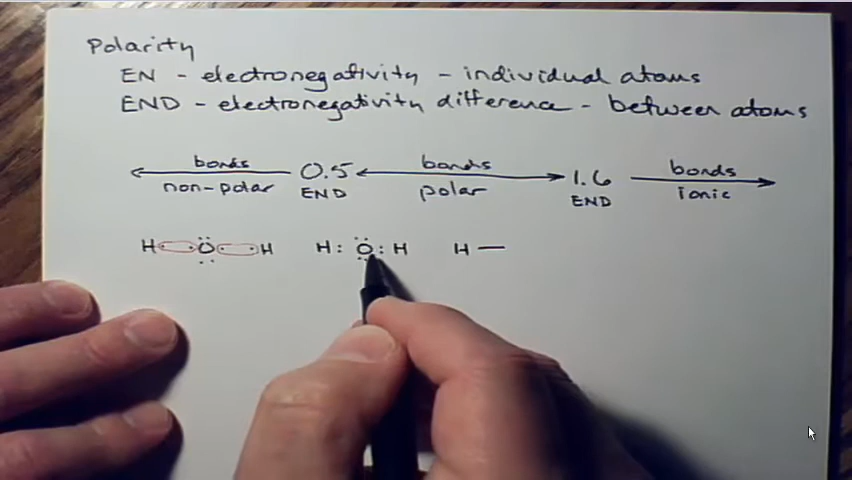 Polarity
EN - electronegativity - individual atoms
END - electronegativity difference - between atoms
bonds 0.5 bonds 1.6 bonds
non-polar END polar END ionic
H O H H : O : H H —